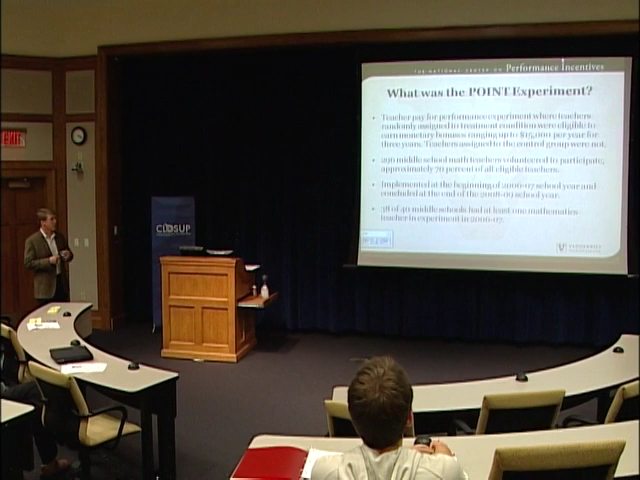 THE NATIONAL CENTER ON Performance Incentives
What was the POINT Experiment?
• Teacher pay for performance experiment where teachers
randomly assigned to treatment condition were eligible to
earn monetary bonuses ranging up to $15,000 per year for
three years. Teachers assigned to the control group were not.
• 296 middle school math teachers volunteered to participate,
approximately 70 percent of all eligible teachers.
• Implemented at the beginning of 2006-07 school year and
concluded at the end of the 2008-09 school year.
• 38 of 40 middle schools had at least one mathematics
teacher in experiment in 2006-07.
VANDERBILT
EXIT
CLOSUP